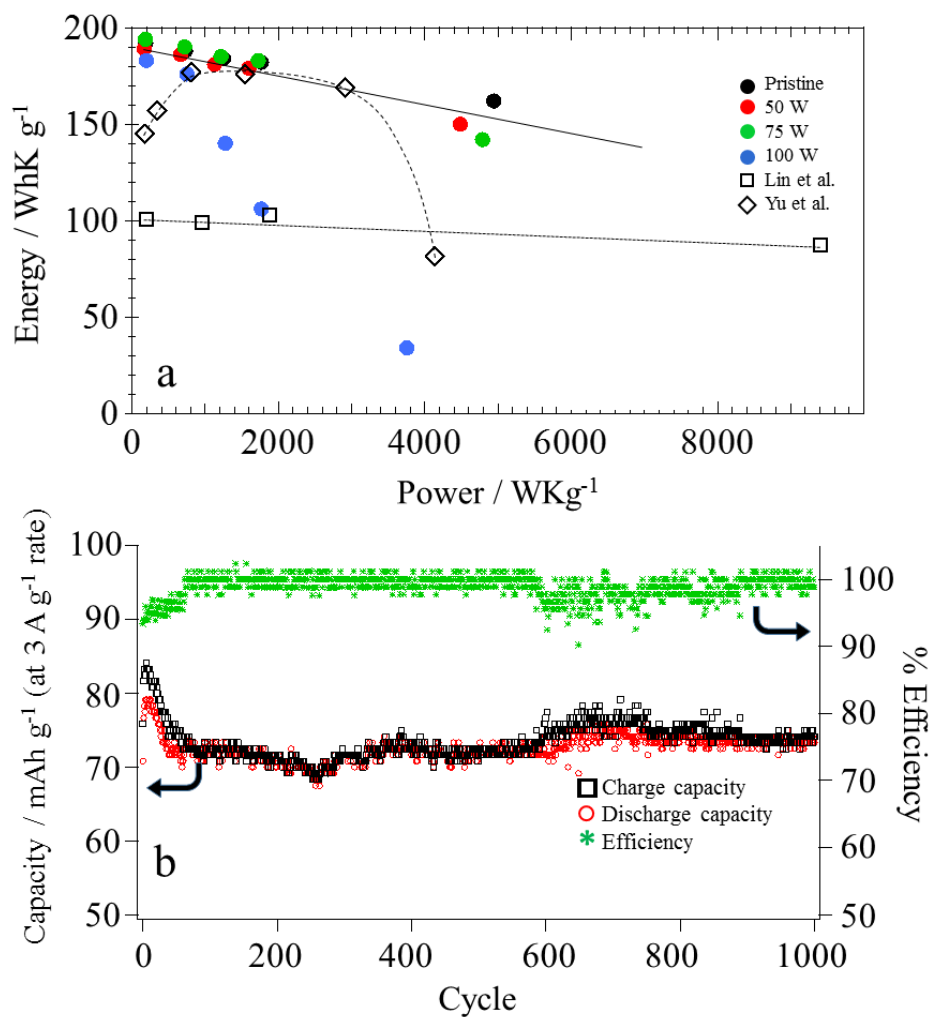 200
150
100
50
0
Energy / WhK g-1
Pristine
50 W
75 W
100 W
Lin et al.
Yu et al.
a
0 2000 4000 6000 8000
Power / WKg-1
100
90
80
70
60
50
Capacity / mAh g-1 (at 3 A g-1 rate)
100
90
80
70
60
50
% Efficiency
Charge capacity
Discharge capacity
Efficiency
b
0 200 400 600 800 1000
Cycle